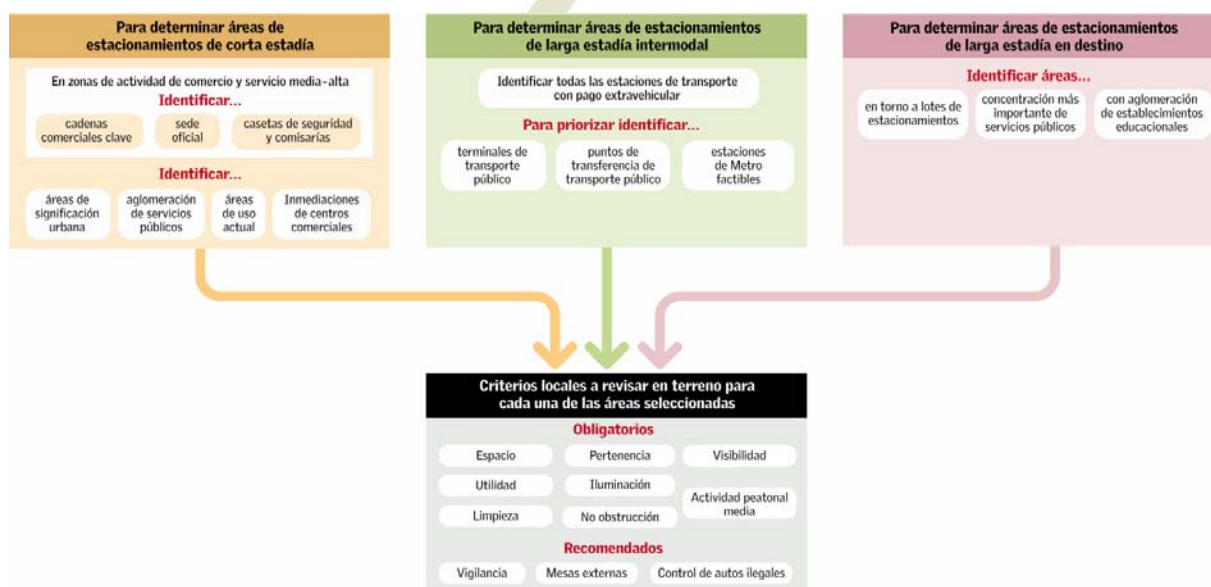 Para determinar áreas de
estacionamientos de corta estadía
En zonas de actividad de comercio y servicio media-alta
Identificar...
cadenas
comerciales clave
sede
oficial
casetas de seguridad
y comisarías
Identificar...
áreas de
significación
urbana
aglomeración
de servicios
públicos
áreas
de uso
actual
Inmediaciones
de centros
comerciales
Para determinar áreas de estacionamientos
de larga estadía intermodal
Identificar todas las estaciones de transporte
con pago extravehicular
Para priorizar identificar...
terminales de
transporte
público
puntos de
transferencia de
transporte público
estaciones
de Metro
factibles
Para determinar áreas de estacionamientos
de larga estadía en destino
Identificar áreas...
en torno a lotes de
estacionamientos
concentración más
importante de
servicios públicos
con aglomeración
de establecimientos
educacionales
Criterios locales a revisar en terreno para
cada una de las áreas seleccionadas
Obligatorios
Espacio
Pertenencia
Visibilidad
Utilidad
Iluminación
Actividad peatonal
media
Limpieza
No obstrucción
Recomendados
Vigilancia
Mesas externas
Control de autos ilegales